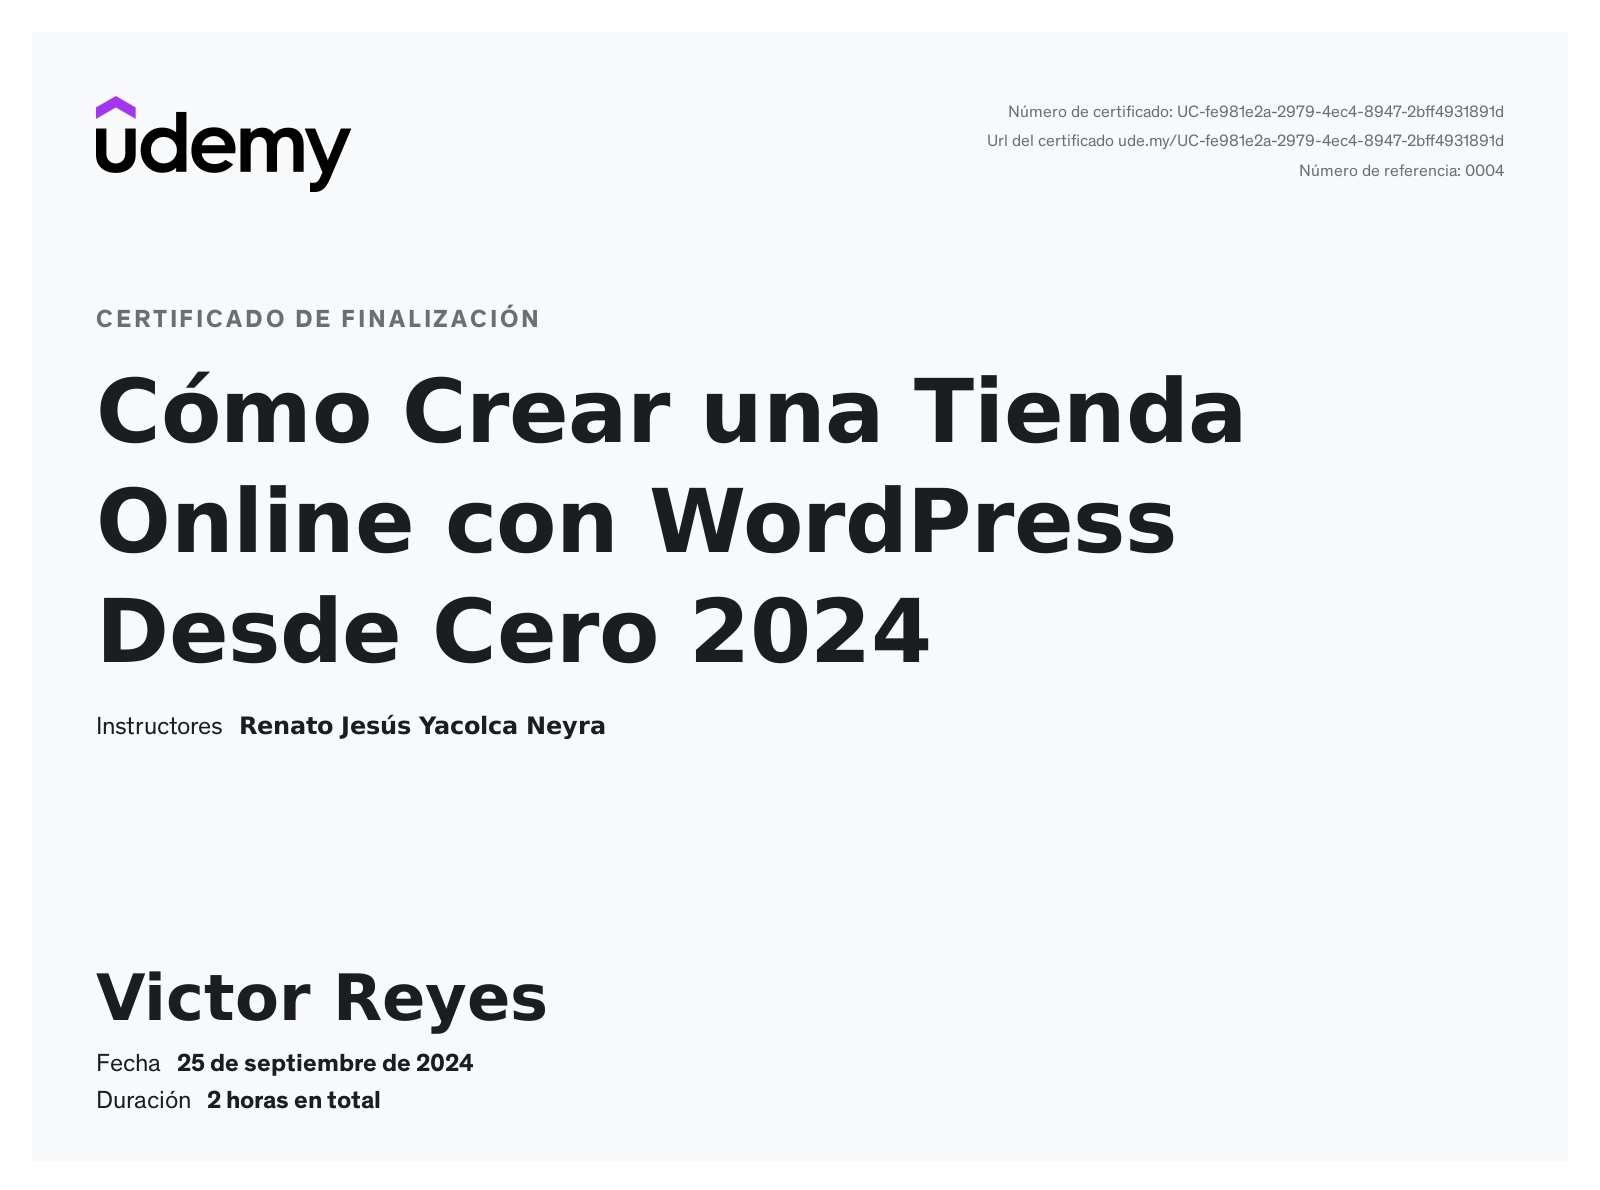 udemy
Número de certificado: UC-fe981e2a-2979-4ec4-8947-2bff4931891d
Url del certificado ude.my/UC-fe981e2a-2979-4ec4-8947-2bff4931891d
Número de referencia: 0004
CERTIFICADO DE FINALIZACIÓN
Cómo Crear una Tienda
Online con WordPress
Desde Cero 2024
Instructores Renato Jesús Yacolca Neyra
Victor Reyes
Fecha 25 de septiembre de 2024
Duración 2 horas en total